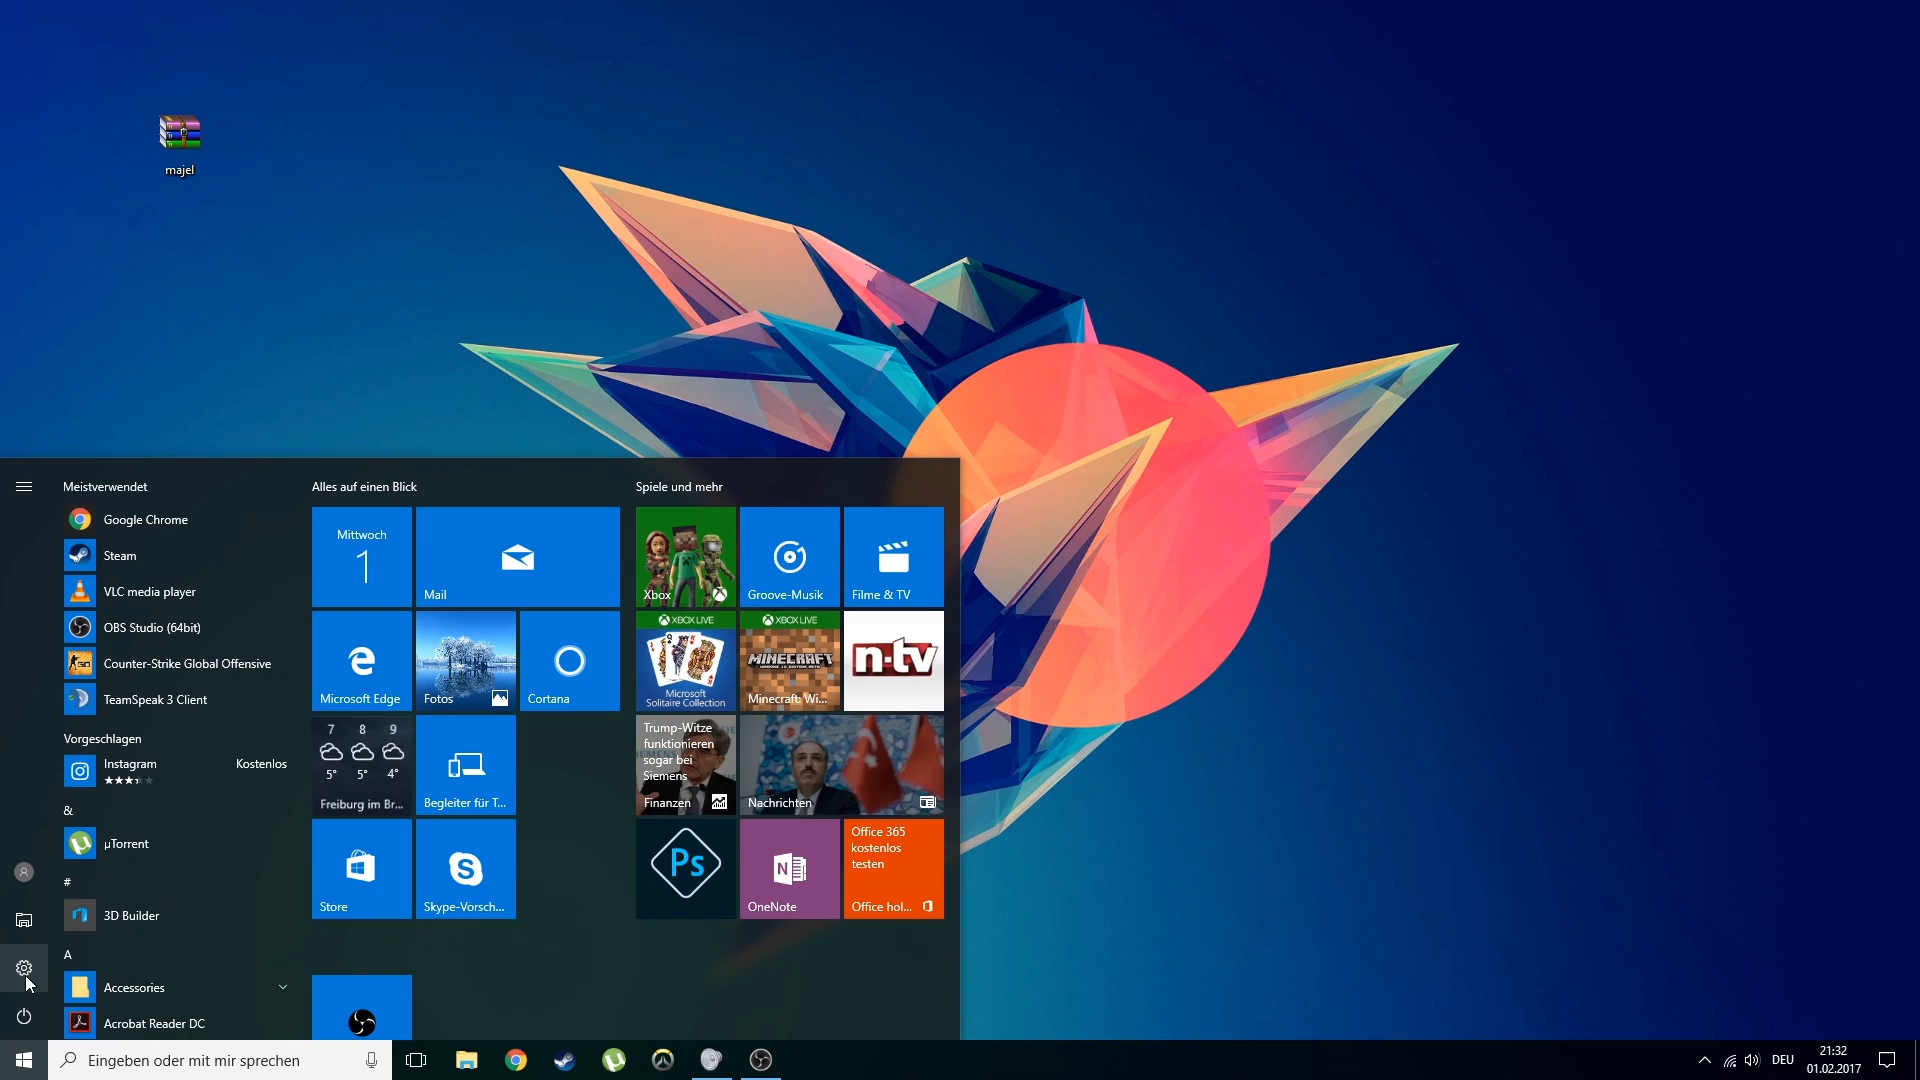 majel
Meistverwendet
Google Chrome
Steam
VLC media player
OBS Studio (64bit)
Counter-Strike Global Offensive
TeamSpeak 3 Client
Vorgeschlagen
Instagram
Kostenlos
&
µTorrent
#
3D Builder
A
Accessories
Acrobat Reader DC
Alles auf einen Blick
Mittwoch
1
Mail
Microsoft Edge
Fotos
Cortana
7 8 9
5° 5° 4°
Freiburg im Br...
Begleiter für T...
Store
Skype-Vorsch...
Spiele und mehr
Xbox
Groove-Musik
Filme & TV
XBOX LIVE
Microsoft
Solitaire Collection
XBOX LIVE
MINECRAFT
WINDOWS 10 EDITION BETA
Minecraft: Wi...
n-tv
Trump-Witze
funktionieren
sogar bei
Siemens
Finanzen
Nachrichten
Ps
OneNote
Office 365
kostenlos
testen
Office hol...
Eingeben oder mit mir sprechen
DEU
21:32
01.02.2017